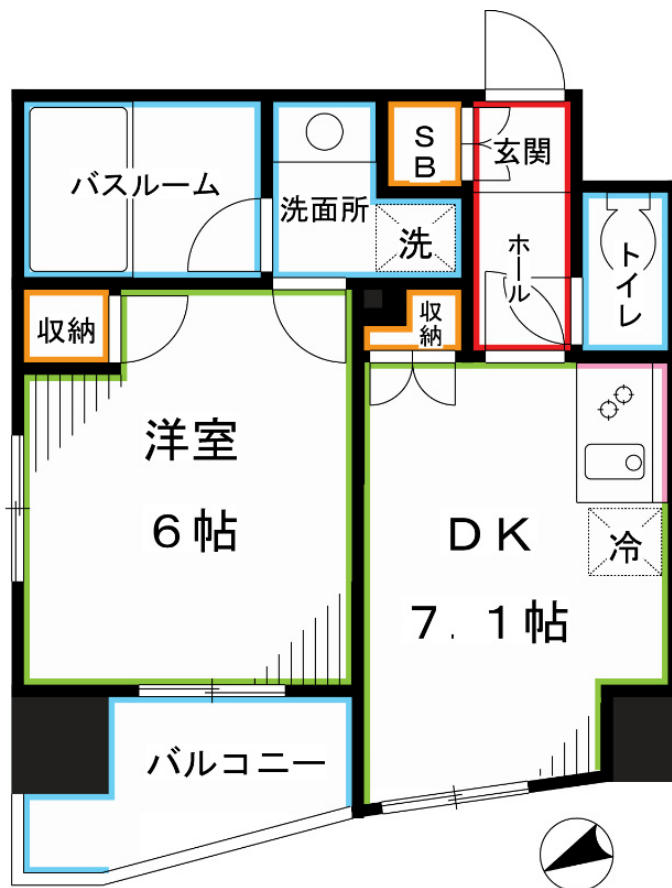 バスルーム
洗面所
洗
SB
玄関
ホール
トイレ
収納
収納
洋室
6帖
DK
7.1帖
冷
バルコニー